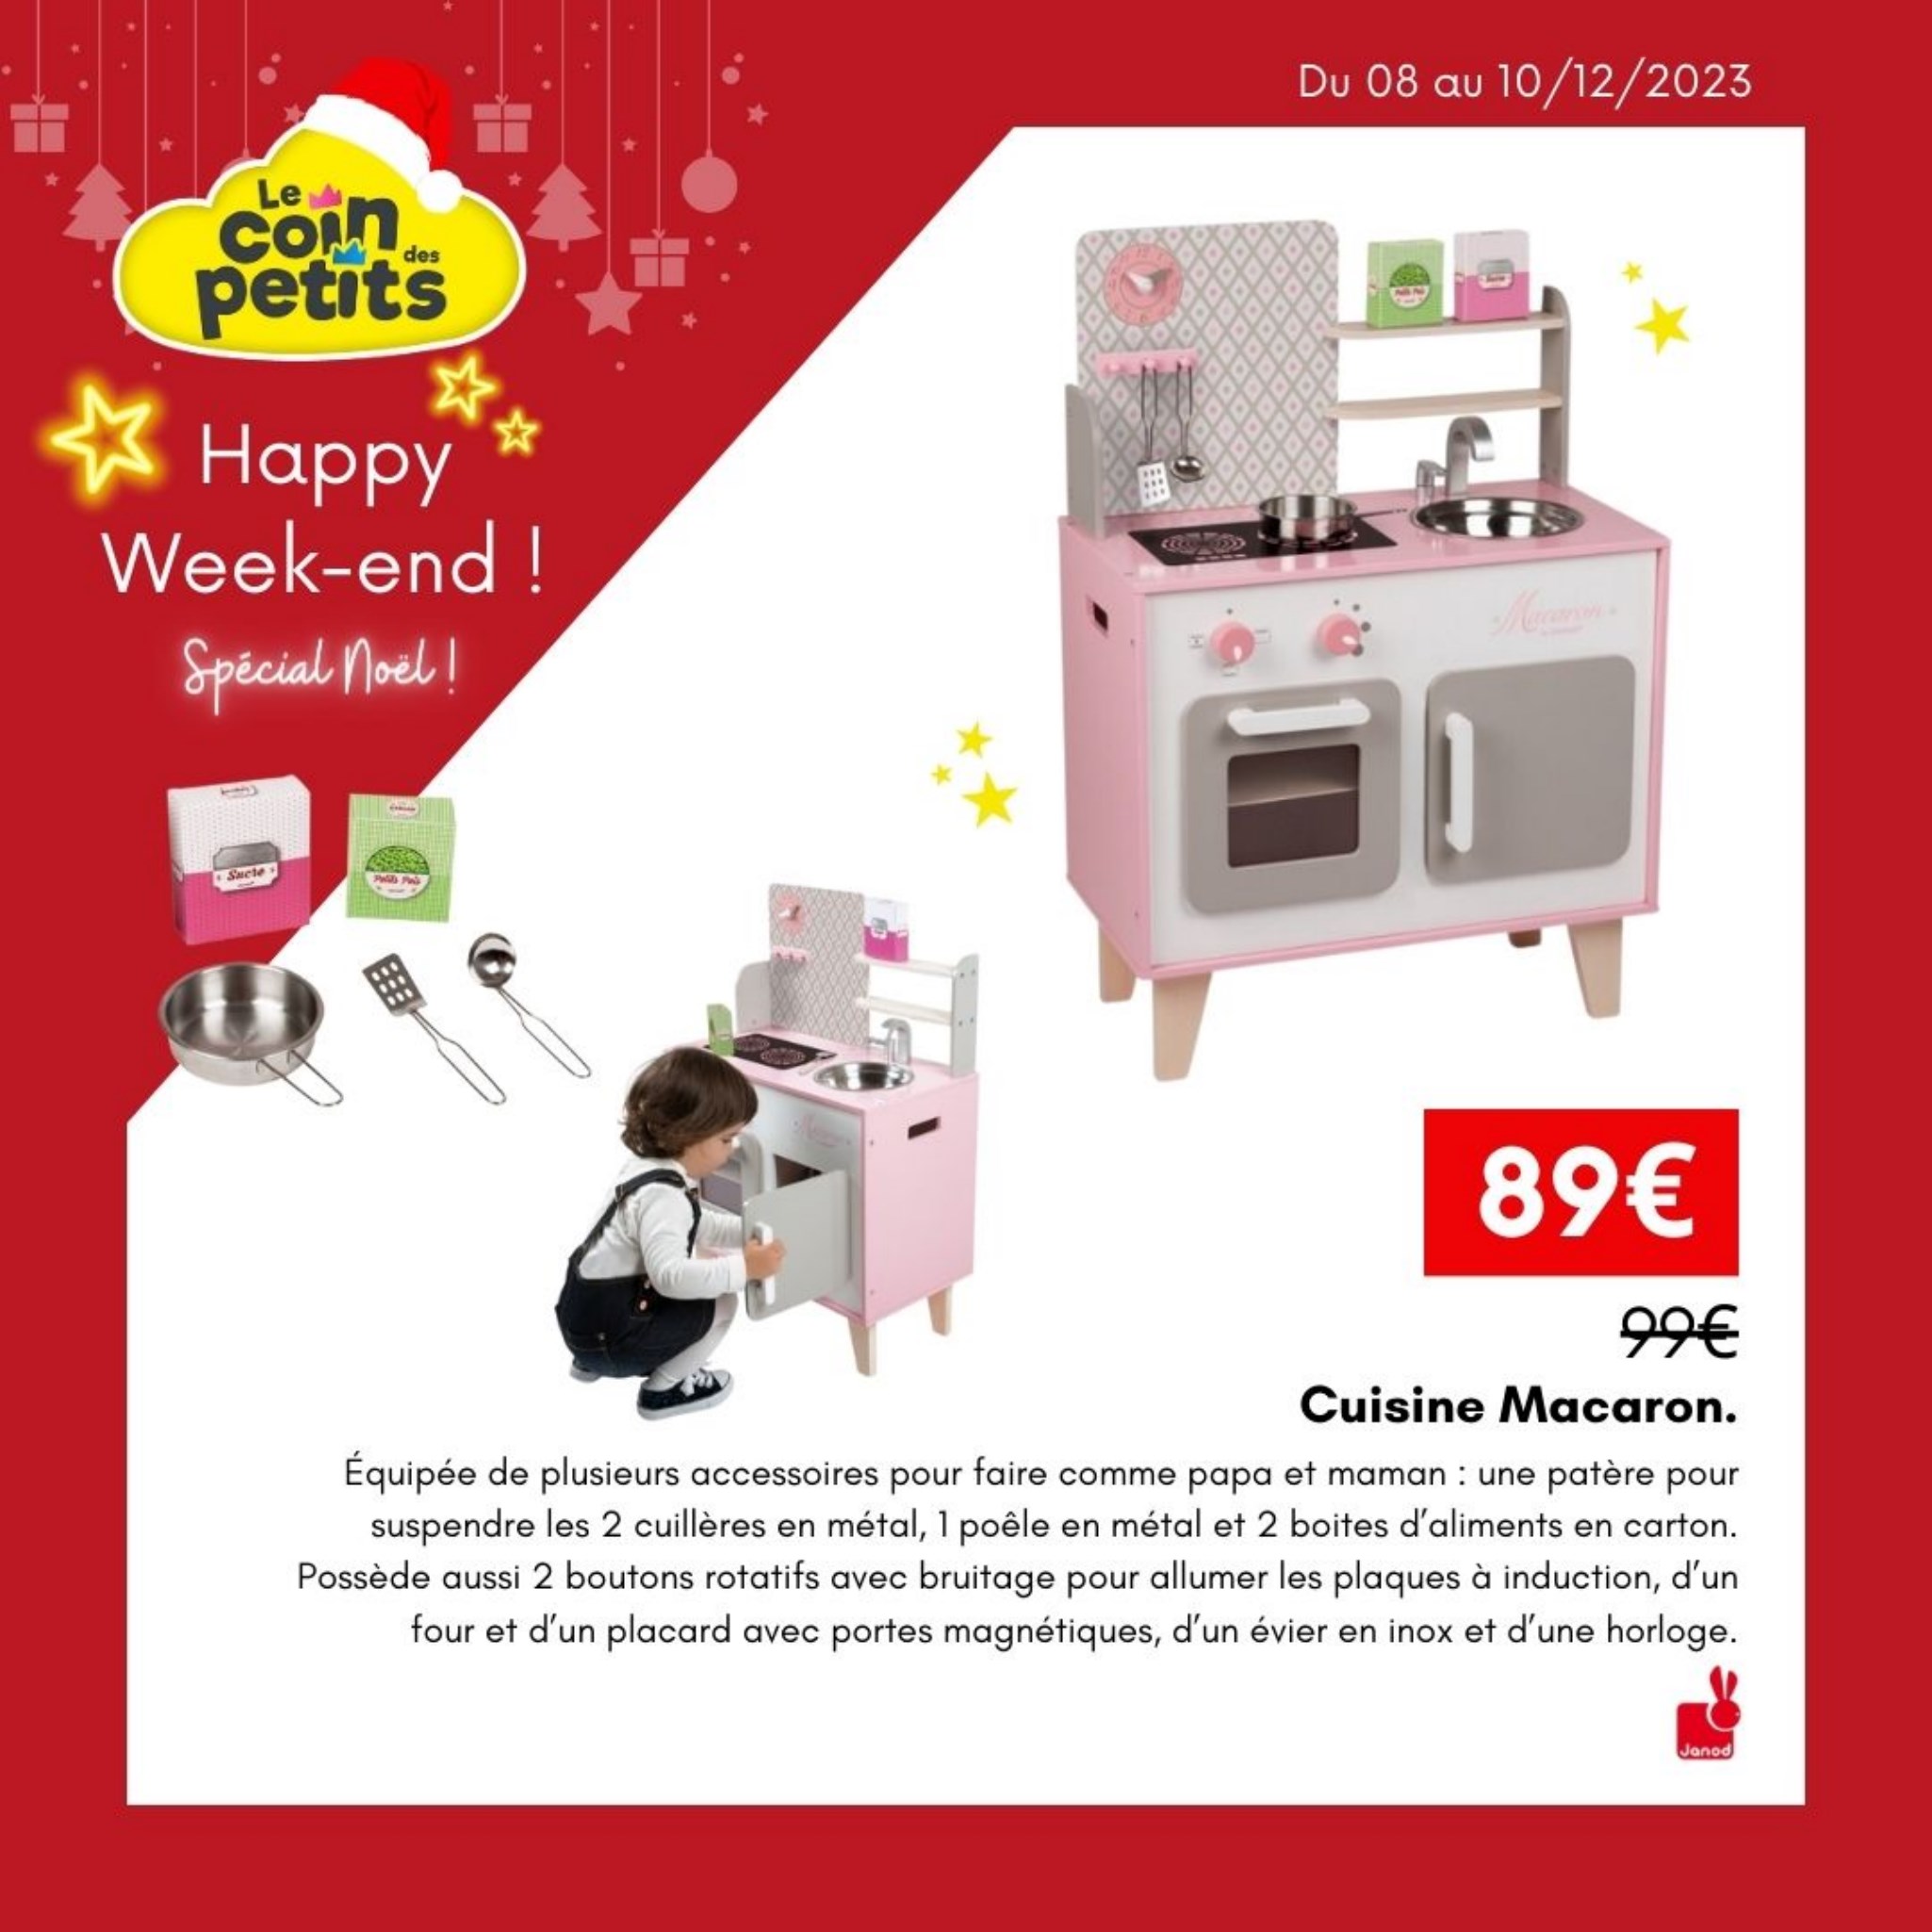 Du 08 au 10/12/2023
Le
coin
des
petits
Happy
Week-end !
Spécial Noël !
Macaron
Sucre
Petits Pois
89€
99€
Cuisine Macaron.
Équipée de plusieurs accessoires pour faire comme papa et maman : une patère pour
suspendre les 2 cuillères en métal, 1 poêle en métal et 2 boites d'aliments en carton.
Possède aussi 2 boutons rotatifs avec bruitage pour allumer les plaques à induction, d'un
four et d'un placard avec portes magnétiques, d'un évier en inox et d'une horloge.
Janod